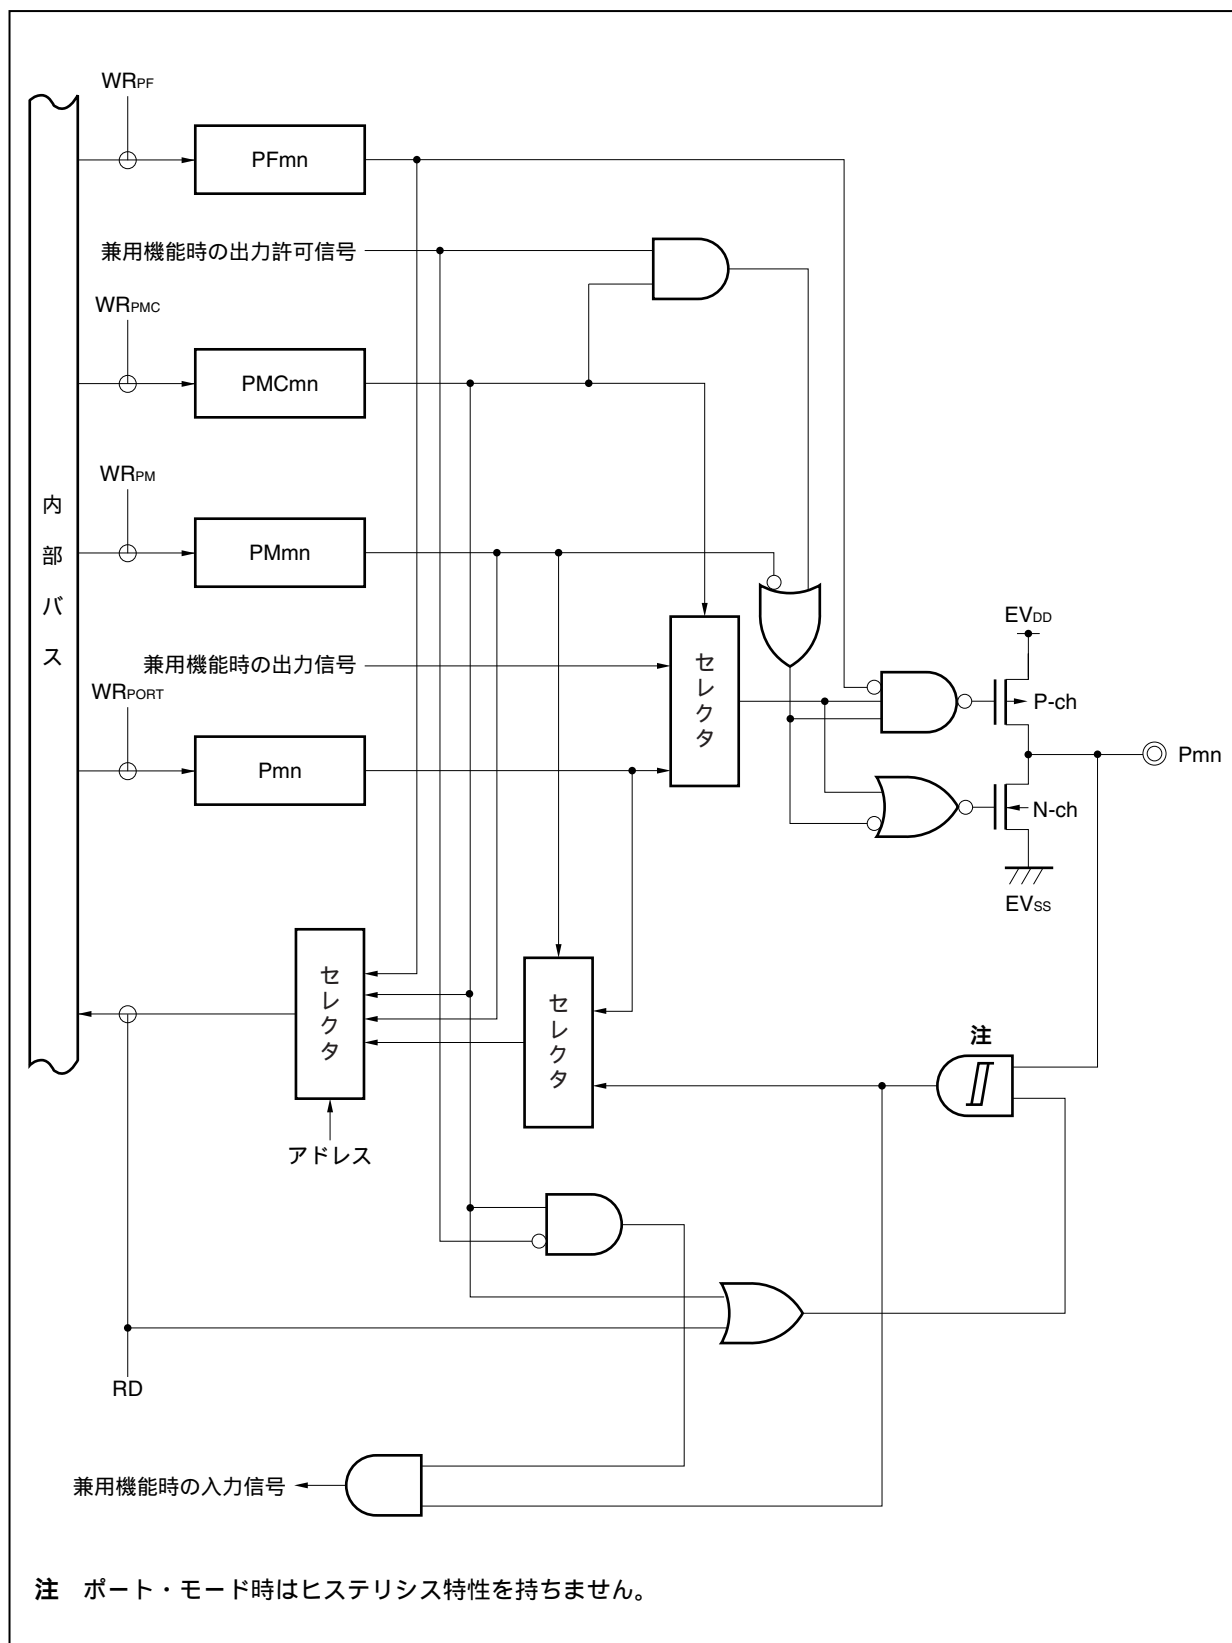 WRPF
PFmn
兼用機能時の出力許可信号
WRPMC
PMCmn
WRPM
PMmn
内部バス
兼用機能時の出力信号
セレクタ
EVDD
P-ch
WRPORT
Pmn
Pmn
N-ch
EVSS
セレクタ
セレクタ
注
アドレス
RD
兼用機能時の入力信号
注 ポート・モード時はヒステリシス特性を持ちません。